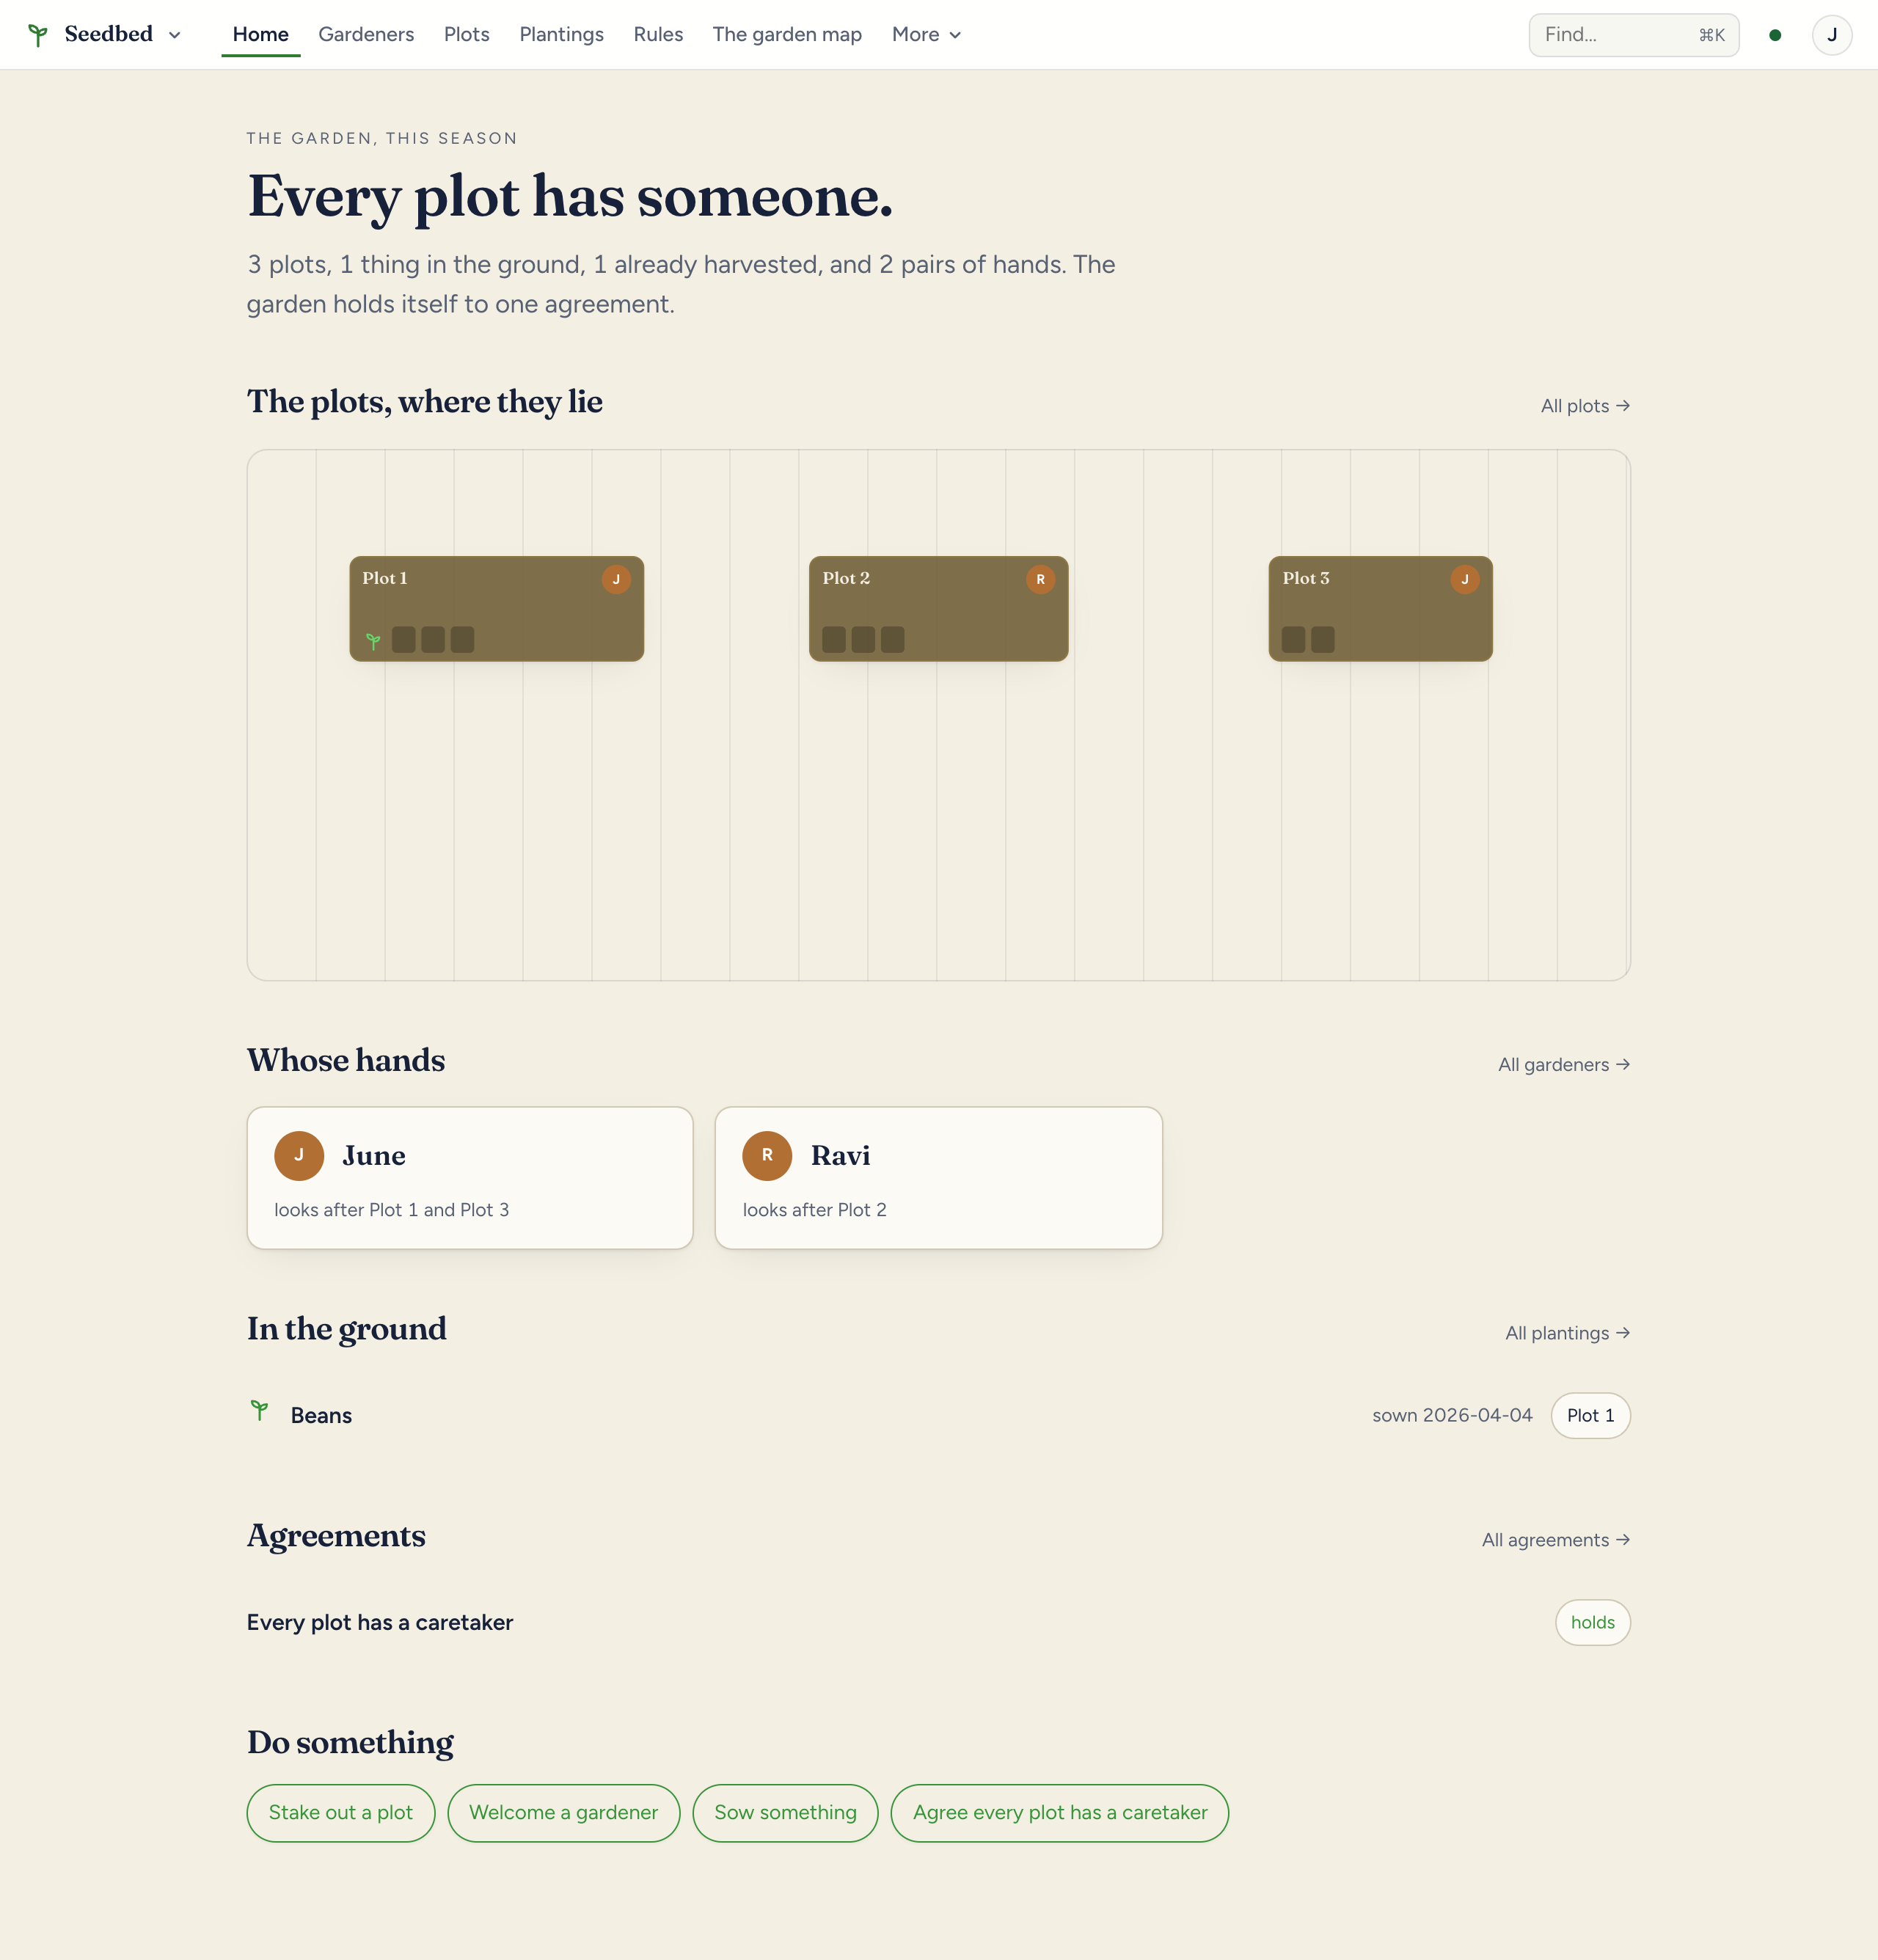 Seedbed
Home
Gardeners
Plots
Plantings
Rules
The garden map
More
Find...
⌘K
J
THE GARDEN, THIS SEASON
Every plot has someone.
3 plots, 1 thing in the ground, 1 already harvested, and 2 pairs of hands. The
garden holds itself to one agreement.
The plots, where they lie
All plots →
Plot 1
J
Plot 2
R
Plot 3
J
Whose hands
All gardeners →
J
June
looks after Plot 1 and Plot 3
R
Ravi
looks after Plot 2
In the ground
All plantings →
Beans
sown 2026-04-04
Plot 1
Agreements
All agreements →
Every plot has a caretaker
holds
Do something
Stake out a plot
Welcome a gardener
Sow something
Agree every plot has a caretaker